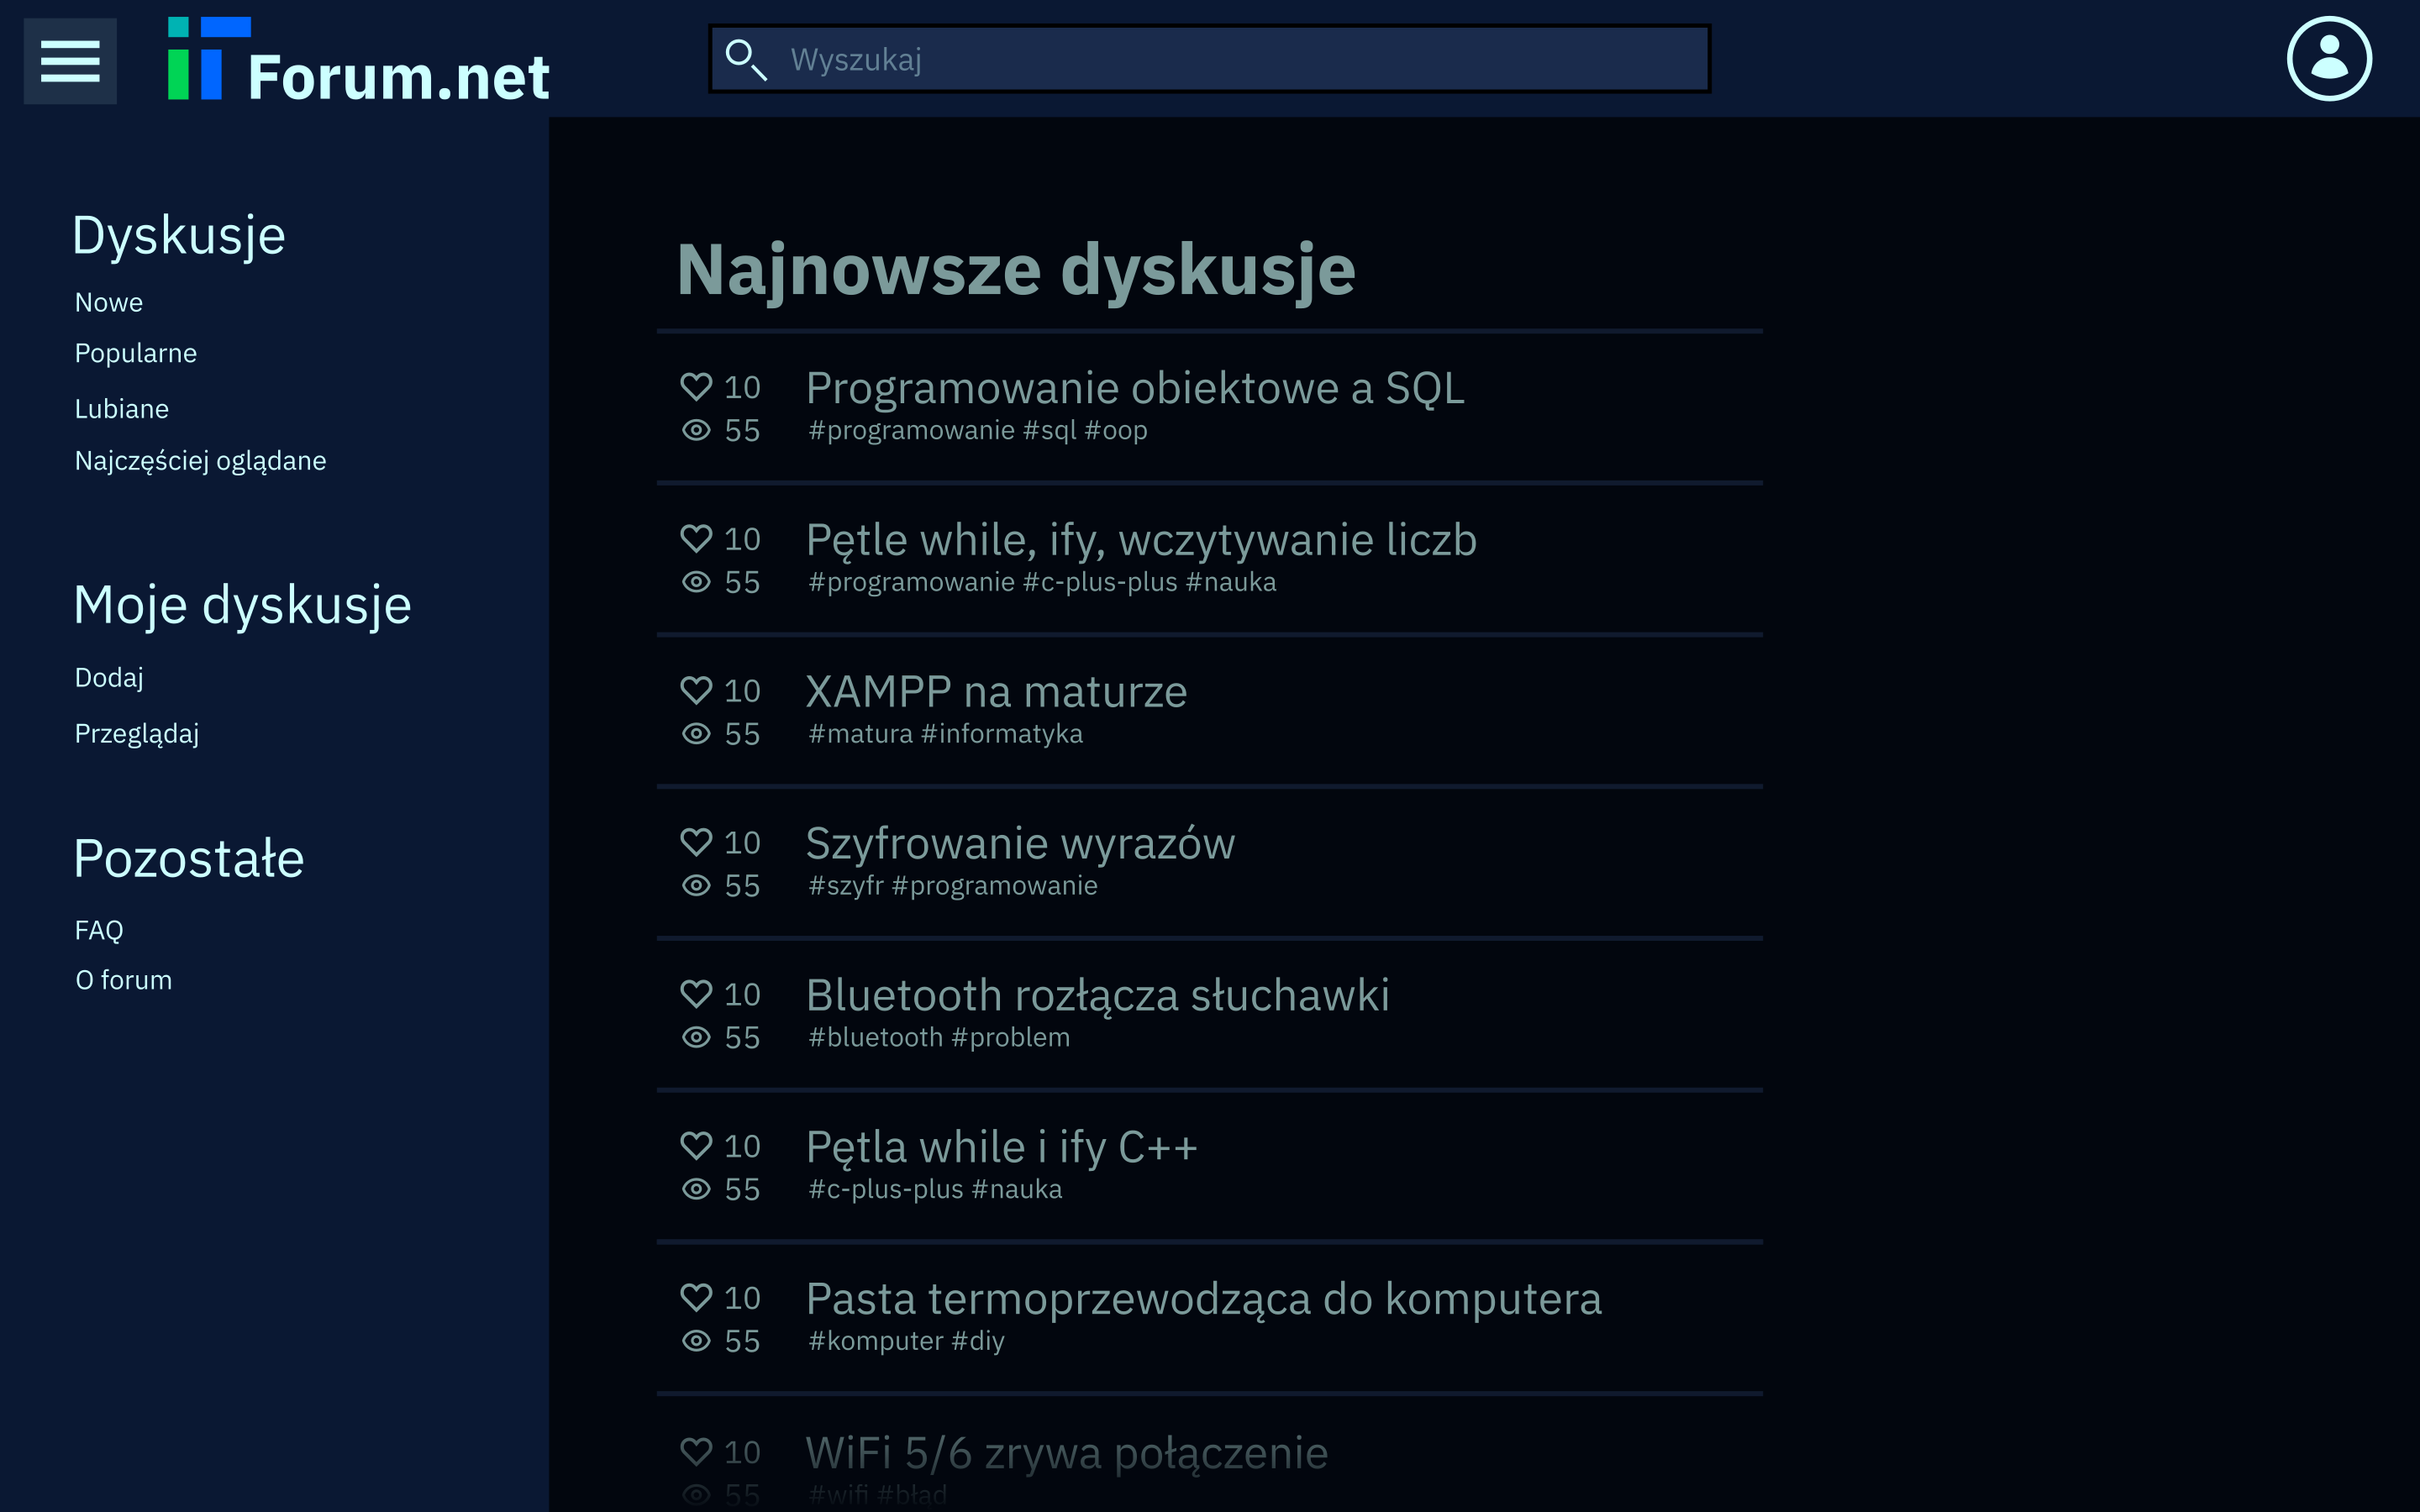 iT Forum.net
Wyszukaj
Dyskusje
Nowe
Popularne
Lubiane
Najczęściej oglądane
Moje dyskusje
Dodaj
Przeglądaj
Pozostałe
FAQ
O forum
Najnowsze dyskusje
10 Programowanie obiektowe a SQL
55 #programowanie #sql #oop
10 Pętle while, ify, wczytywanie liczb
55 #programowanie #c-plus-plus #nauka
10 XAMPP na maturze
55 #matura #informatyka
10 Szyfrowanie wyrazów
55 #szyfr #programowanie
10 Bluetooth rozłącza słuchawki
55 #bluetooth #problem
10 Pętla while i ify C++
55 #c-plus-plus #nauka
10 Pasta termoprzewodząca do komputera
55 #komputer #diy
10 WiFi 5/6 zrywa połączenie
55 #wifi #błąd